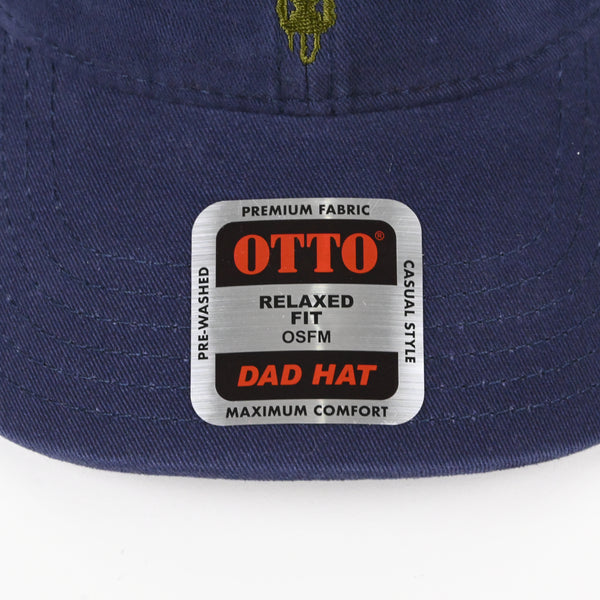 PREMIUM FABRIC
OTTO®
PRE-WASHED
RELAXED
FIT
OSFM
CASUAL STYLE
DAD HAT
MAXIMUM COMFORT